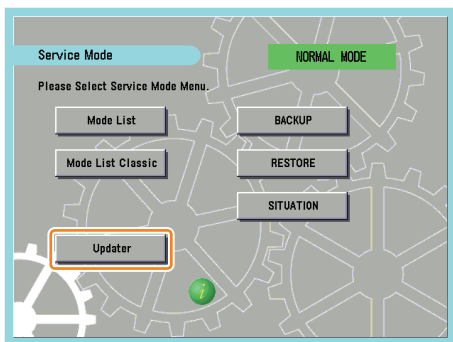 Service Mode
NORMAL MODE
Please Select Service Mode Menu.
Mode List
BACKUP
Mode List Classic
RESTORE
SITUATION
Updater
i